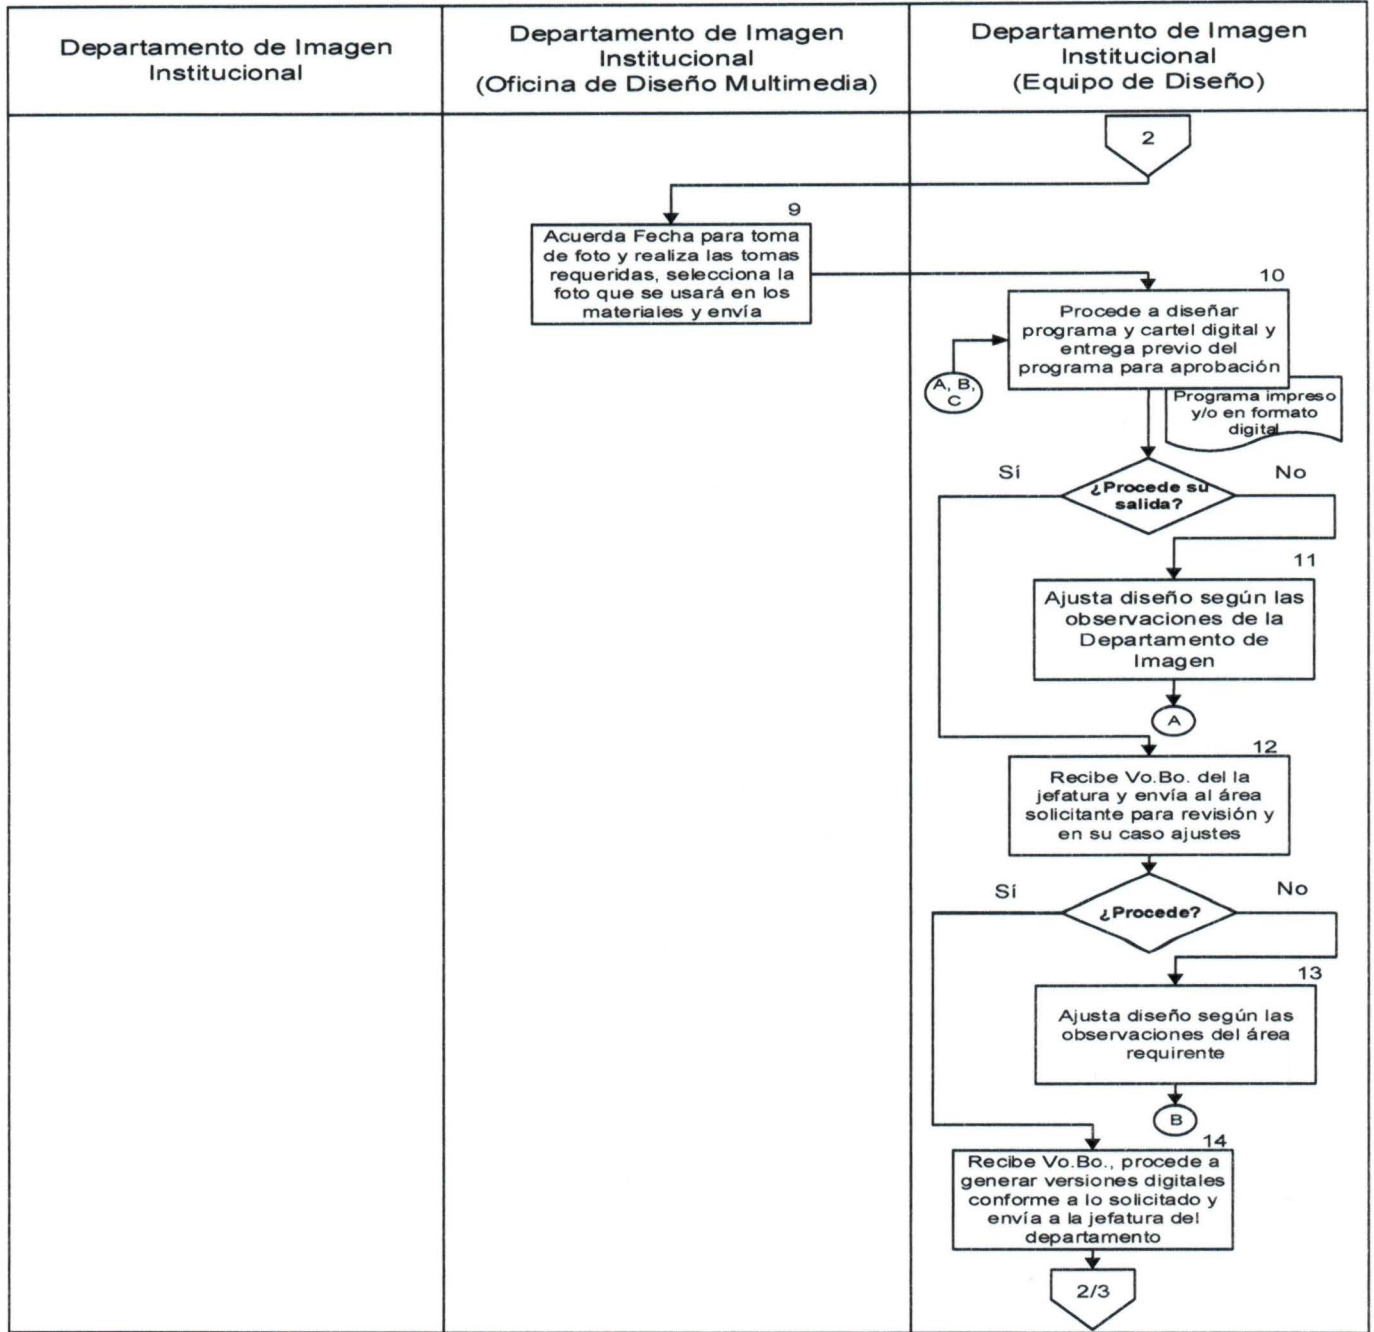 Departamento de Imagen
Institucional
Departamento de Imagen
Institucional
(Oficina de Diseño Multimedia)
Departamento de Imagen
Institucional
(Equipo de Diseño)
2
9
Acuerda Fecha para toma
de foto y realiza las tomas
requeridas, selecciona la
foto que se usará en los
materiales y envía
10
Procede a diseñar
programa y cartel digital y
entrega previo del
programa para aprobación
A, B,
C
Programa impreso
y/o en formato
digital
Sí
¿Procede su
salida?
No
11
Ajusta diseño según las
observaciones de la
Departamento de
Imagen
A
12
Recibe Vo.Bo. del la
jefatura y envía al área
solicitante para revisión y
en su caso ajustes
Sí
¿Procede?
No
13
Ajusta diseño según las
observaciones del área
requirente
B
14
Recibe Vo.Bo., procede a
generar versiones digitales
conforme a lo solicitado y
envía a la jefatura del
departamento
2/3